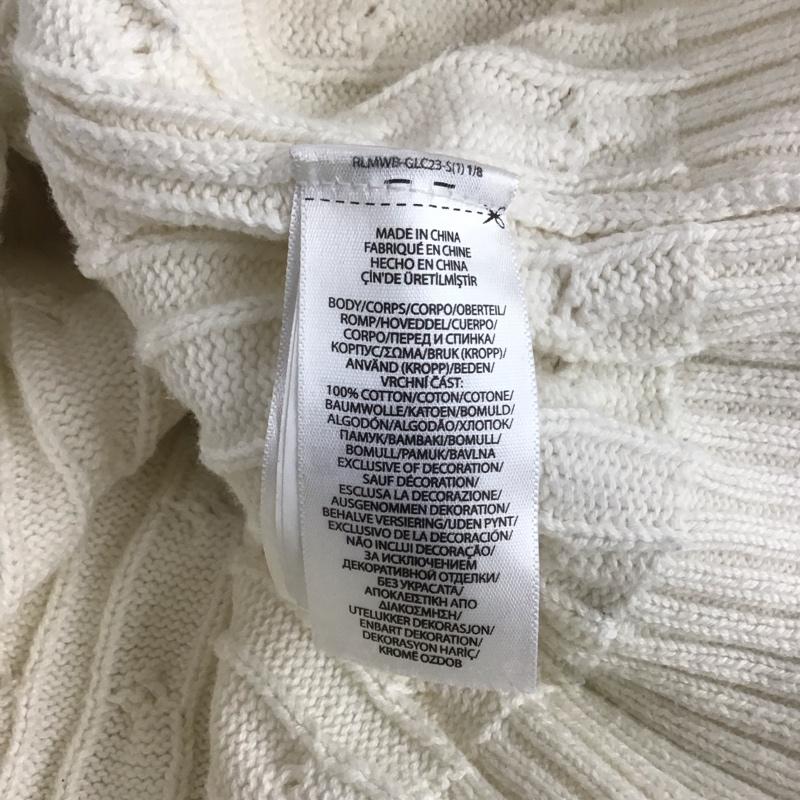 RLMWB-GLC23-S(1) 1/8
MADE IN CHINA
FABRIQUÉ EN CHINE
HECHO EN CHINA
ÇİN'DE ÜRETİLMİŞTİR
BODY/CORPS/CORPO/OBERTEIL/
ROMP/HOVEDDEL/CUERPO/
CORPO/ПЕРЕД И СПИНКА/
КОРПУС/ΣΩΜΑ/BRUK (KROPP)/
ANVÄND (KROPP)/BEDEN/
VRCHNÍ ČÁST:
100% COTTON/COTON/COTONE/
BAUMWOLLE/KATOEN/BOMULD/
ALGODÓN/ALGODÃO/ХЛОПОК/
ПАМУК/ΒΑΜΒΑΚΙ/BOMULL/
BOMULL/PAMUK/BAVLNA
EXCLUSIVE OF DECORATION/
SAUF DÉCORATION/
ESCLUSA LA DECORAZIONE/
AUSGENOMMEN DEKORATION/
BEHALVE VERSIERING/UDEN PYNT/
EXCLUSIVO DE LA DECORACIÓN/
NÃO INCLUI DECORAÇÃO/
ЗА ИСКЛЮЧЕНИЕМ
ДЕКОРАТИВНОЙ ОТДЕЛКИ/
БЕЗ УКРАСАТА/
ΑΠΟΚΛΕΙΣΤΙΚΗ ΑΠΟ
ΔΙΑΚΟΣΜΗΣΗ/
UTELUKKER DEKORASJON/
ENBART DEKORATION/
DEKORASYON HARİÇ/
KROMĚ OZDOB